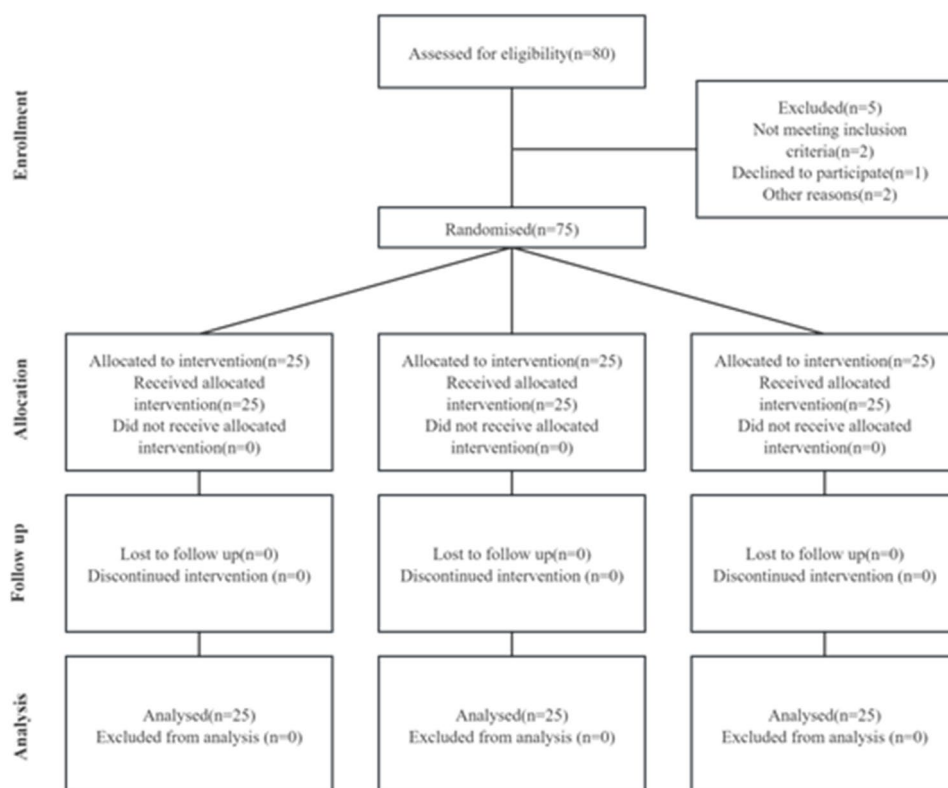 Enrollment
Assessed for eligibility(n=80)
Excluded(n=5)
Not meeting inclusion
criteria(n=2)
Declined to participate(n=1)
Other reasons(n=2)
Randomised(n=75)
Allocation
Allocated to intervention(n=25)
Received allocated
intervention(n=25)
Did not receive allocated
intervention(n=0)
Allocated to intervention(n=25)
Received allocated
intervention(n=25)
Did not receive allocated
intervention(n=0)
Allocated to intervention(n=25)
Received allocated
intervention(n=25)
Did not receive allocated
intervention(n=0)
Follow up
Lost to follow up(n=0)
Discontinued intervention (n=0)
Lost to follow up(n=0)
Discontinued intervention (n=0)
Lost to follow up(n=0)
Discontinued intervention (n=0)
Analysis
Analysed(n=25)
Excluded from analysis (n=0)
Analysed(n=25)
Excluded from analysis (n=0)
Analysed(n=25)
Excluded from analysis (n=0)